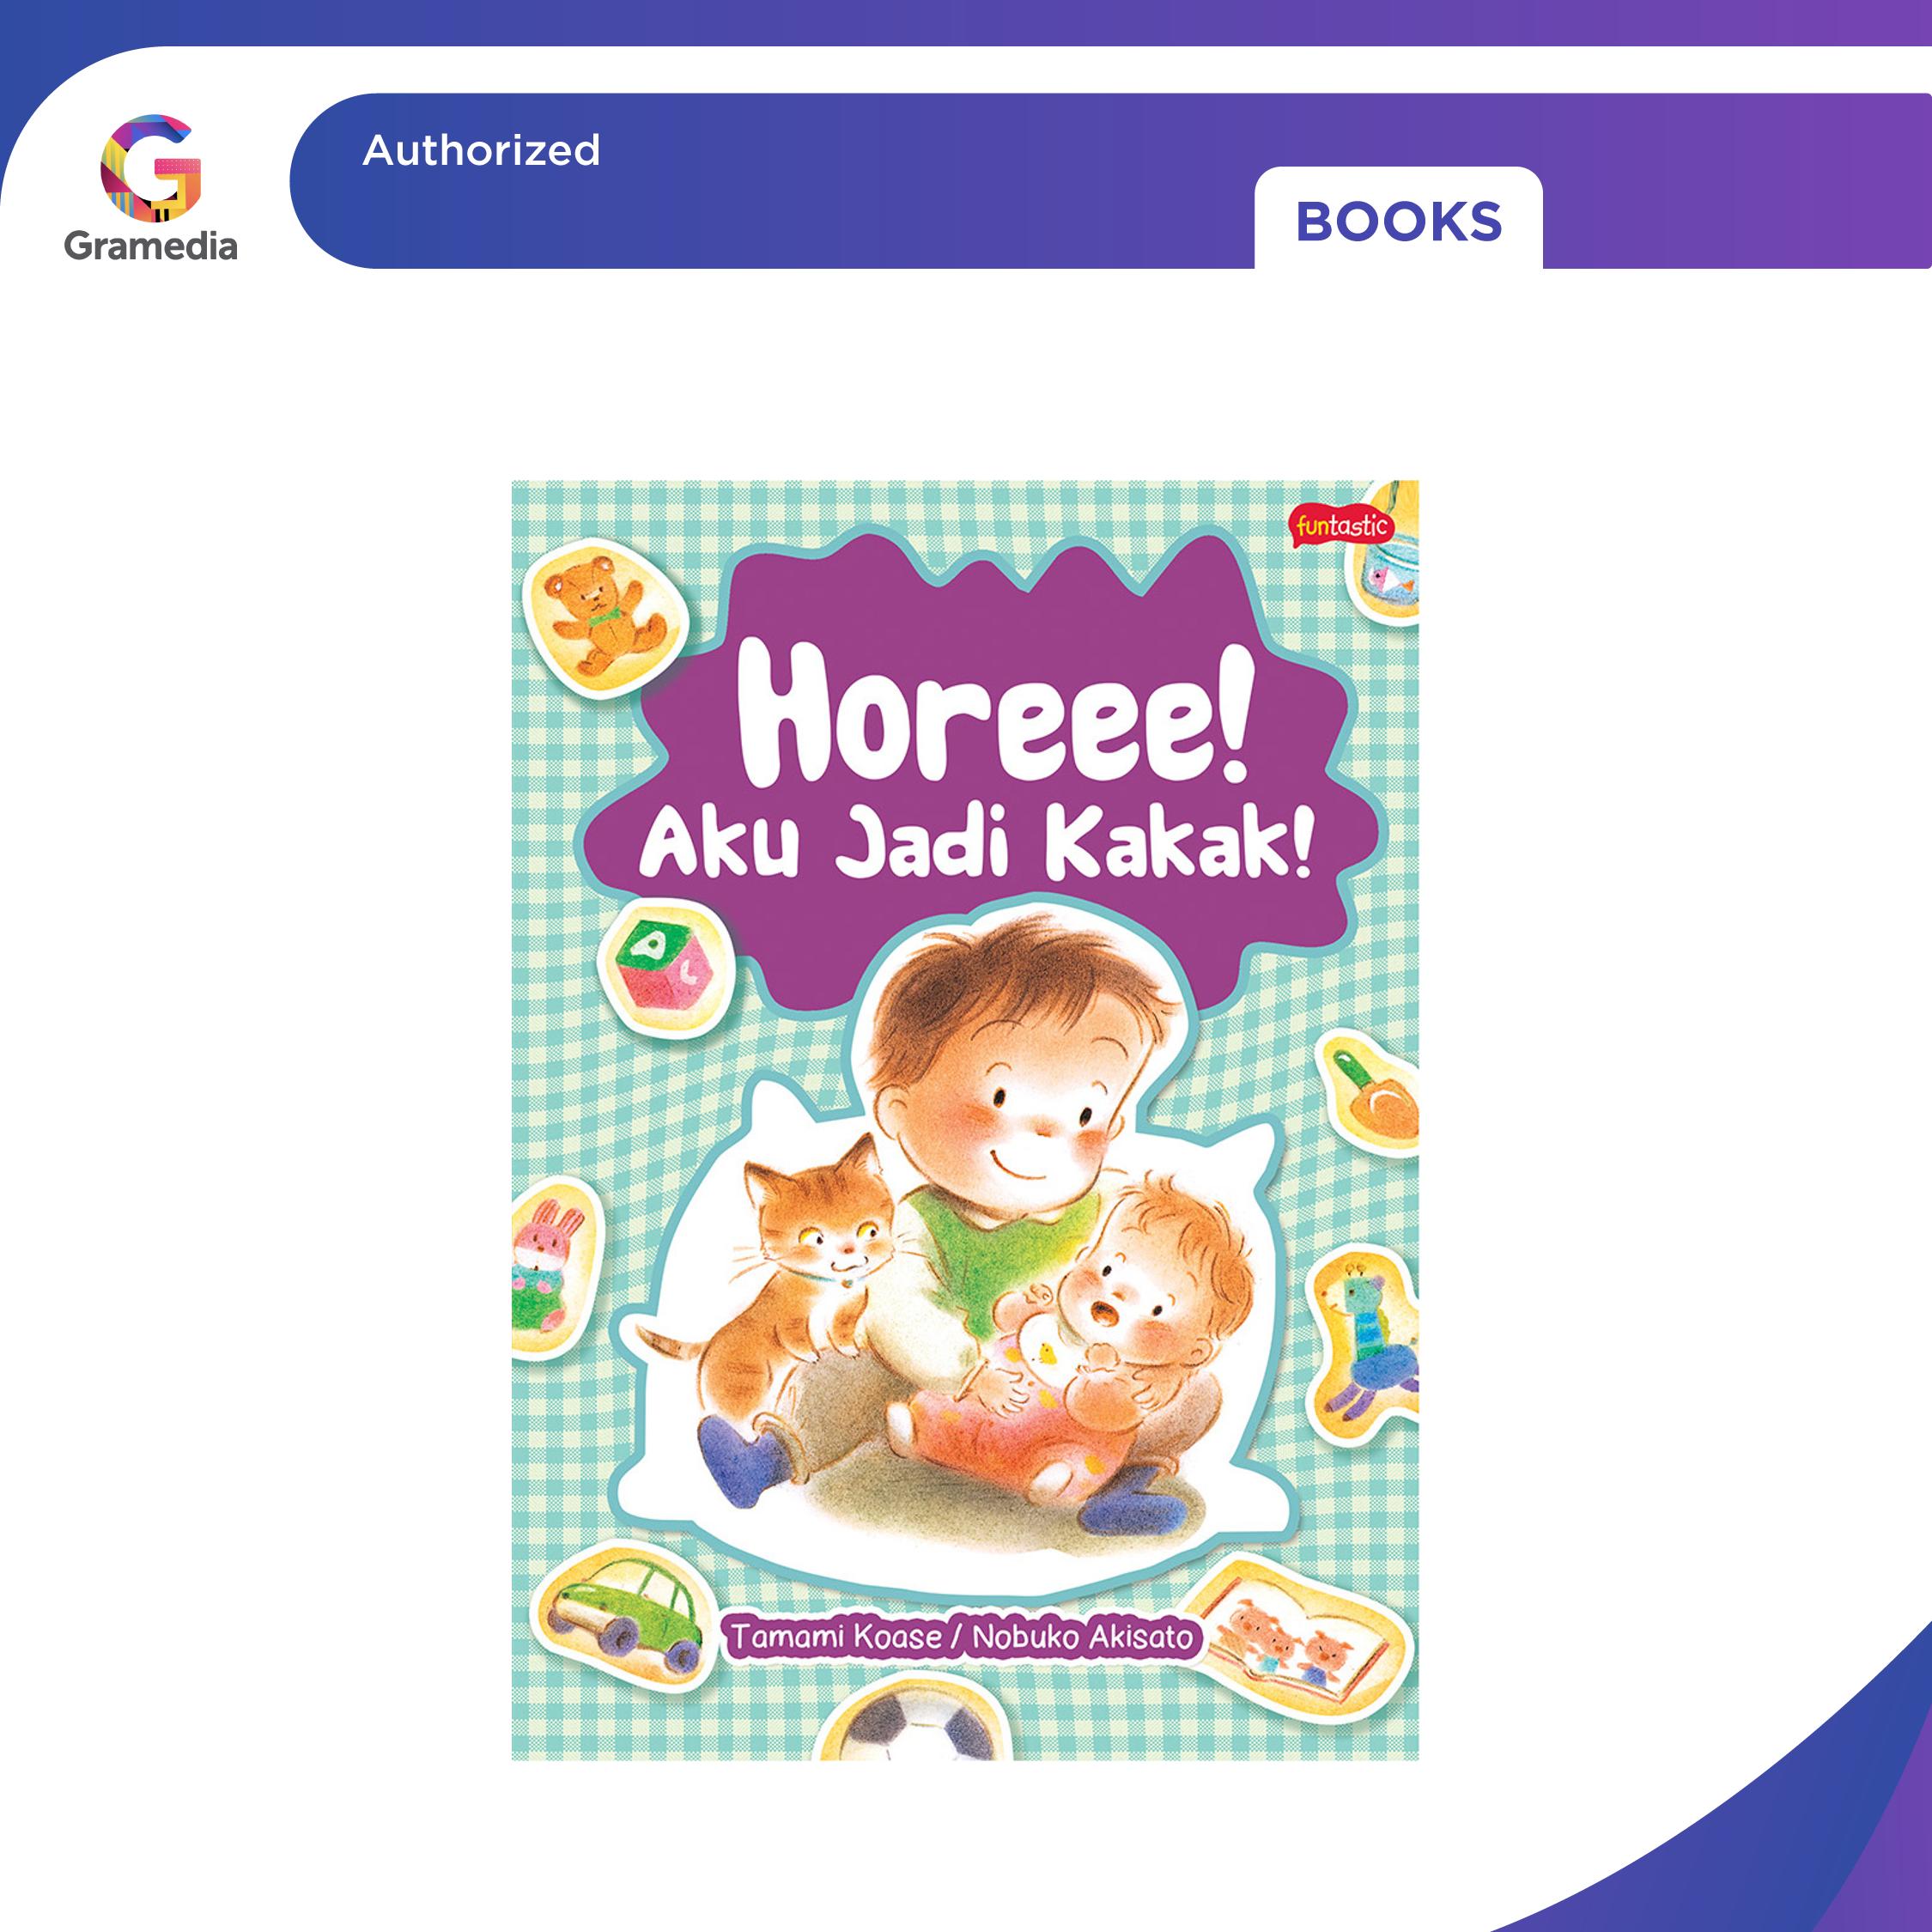 Authorized
Gramedia
BOOKS
funtastic
Horeee!
Aku Jadi Kakak!
Tamami Koase / Nobuko Akisato